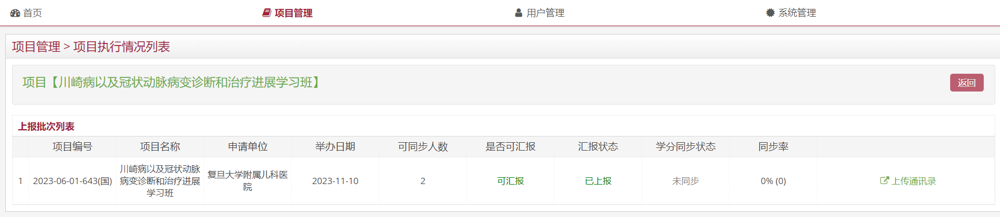 首页
项目管理
用户管理
系统管理
项目管理 > 项目执行情况列表
项目【川崎病以及冠状动脉病变诊断和治疗进展学习班】
返回
上报批次列表
项目编号 项目名称 申请单位 举办日期 可同步人数 是否可汇报 汇报状态 学分同步状态 同步率
1
2023-06-01-643(国)
川崎病以及冠状动脉
病变诊断和治疗进展
学习班
复旦大学附属儿科医
院
2023-11-10
2
可汇报
已上报
未同步
0% (0)
上传通讯录